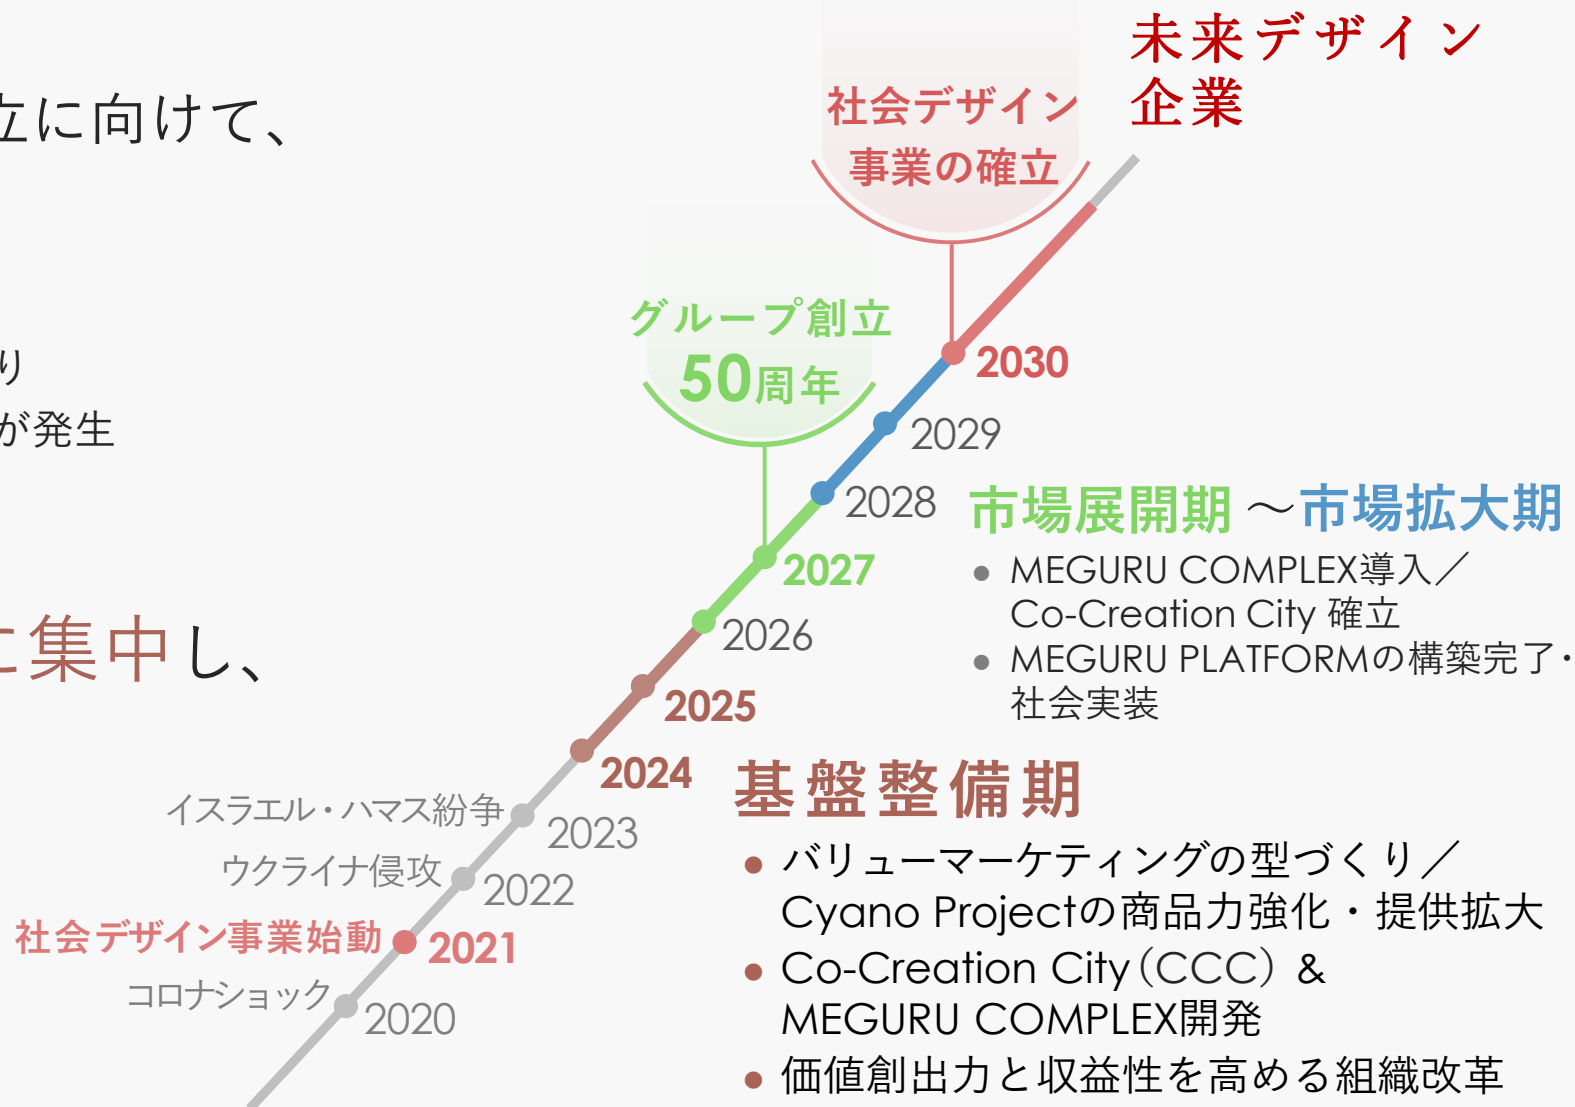 立に向けて、
り
が発生
に集中し、
未来デザイン
企業
社会デザイン
事業の確立
グループ創立
50周年
2030
2029
2028
2027
2026
2025
2024
2023
2022
2021
2020
イスラエル・ハマス紛争
ウクライナ侵攻
社会デザイン事業始動
コロナショック
市場展開期～市場拡大期
● MEGURU COMPLEX導入／
Co-Creation City 確立
● MEGURU PLATFORMの構築完了・
社会実装
基盤整備期
● バリューマーケティングの型づくり／
Cyano Projectの商品力強化・提供拡大
● Co-Creation City（CCC）&
MEGURU COMPLEX開発
● 価値創出力と収益性を高める組織改革